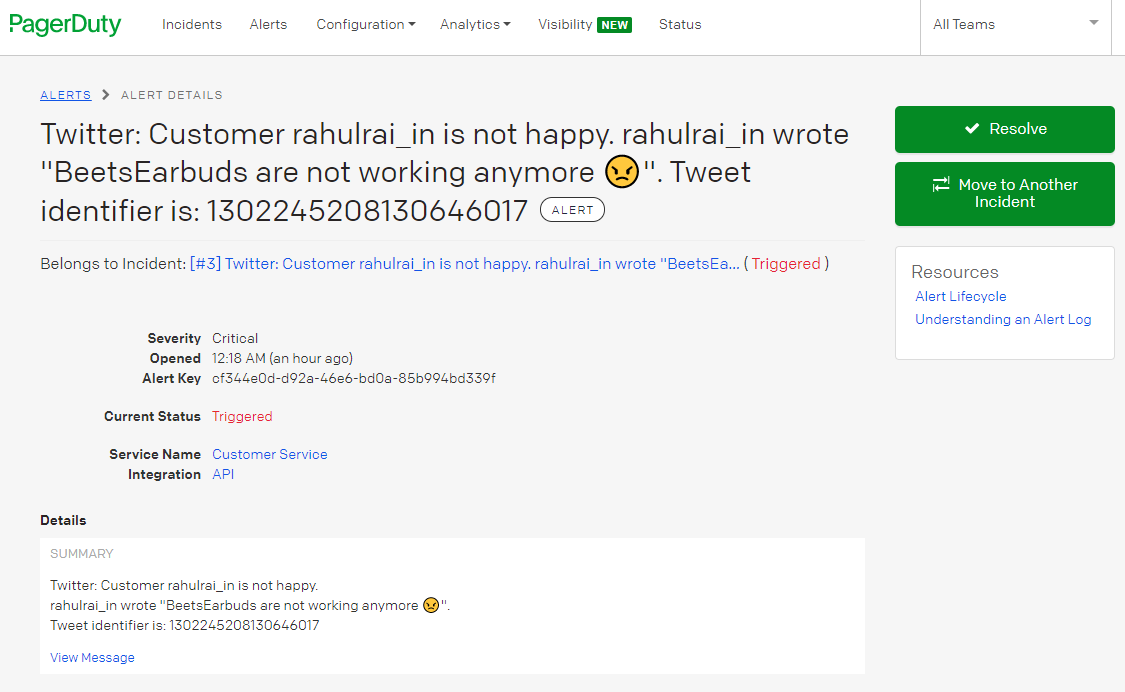 PagerDuty Incidents Alerts Configuration Analytics Visibility NEW Status All Teams
ALERTS > ALERT DETAILS
Twitter: Customer rahulrai_in is not happy. rahulrai_in wrote
"BeetsEarbuds are not working anymore 😠". Tweet
identifier is: 1302245208130646017 ALERT
Belongs to Incident: [#3] Twitter: Customer rahulrai_in is not happy. rahulrai_in wrote "BeetsEa... ( Triggered )
Severity Critical
Opened 12:18 AM (an hour ago)
Alert Key cf344e0d-d92a-46e6-bd0a-85b994bd339f
Current Status Triggered
Service Name Customer Service
Integration API
Details
SUMMARY
Twitter: Customer rahulrai_in is not happy.
rahulrai_in wrote "BeetsEarbuds are not working anymore 😠".
Tweet identifier is: 1302245208130646017
View Message
Resolve
Move to Another
Incident
Resources
Alert Lifecycle
Understanding an Alert Log